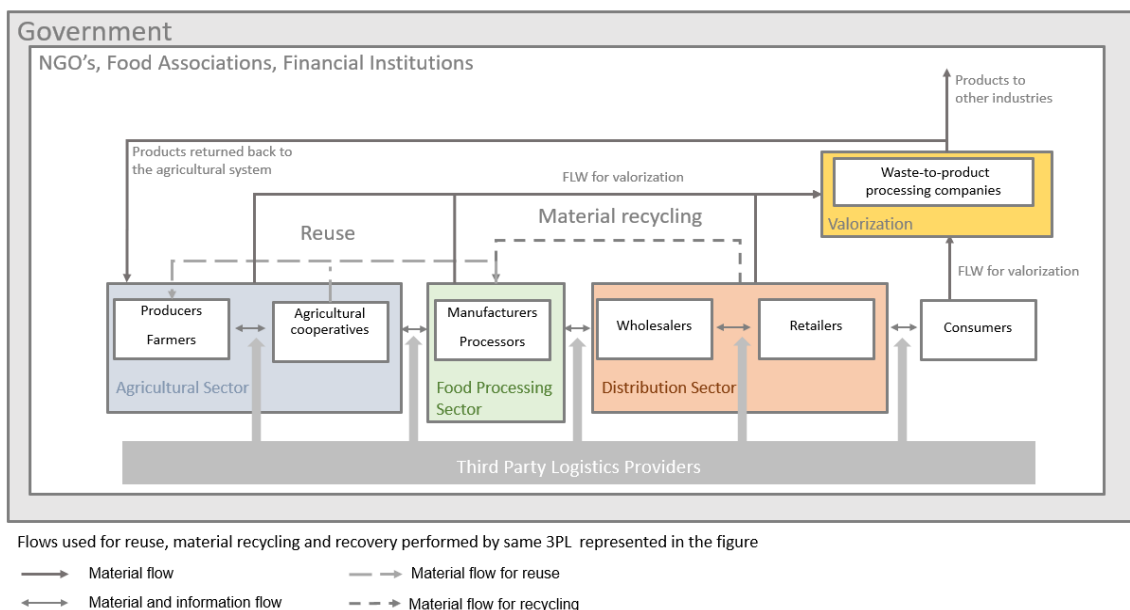 Government
NGO's, Food Associations, Financial Institutions
Products to
other industries
Products returned back to
the agricultural system
FLW for valorization
Waste-to-product
processing companies
Valorization
Reuse
Material recycling
FLW for valorization
Producers
Farmers
Agricultural
cooperatives
Agricultural Sector
Manufacturers
Processors
Food Processing
Sector
Wholesalers
Retailers
Distribution Sector
Consumers
Third Party Logistics Providers
Flows used for reuse, material recycling and recovery performed by same 3PL represented in the figure
Material flow
Material flow for reuse
Material and information flow
Material flow for recycling